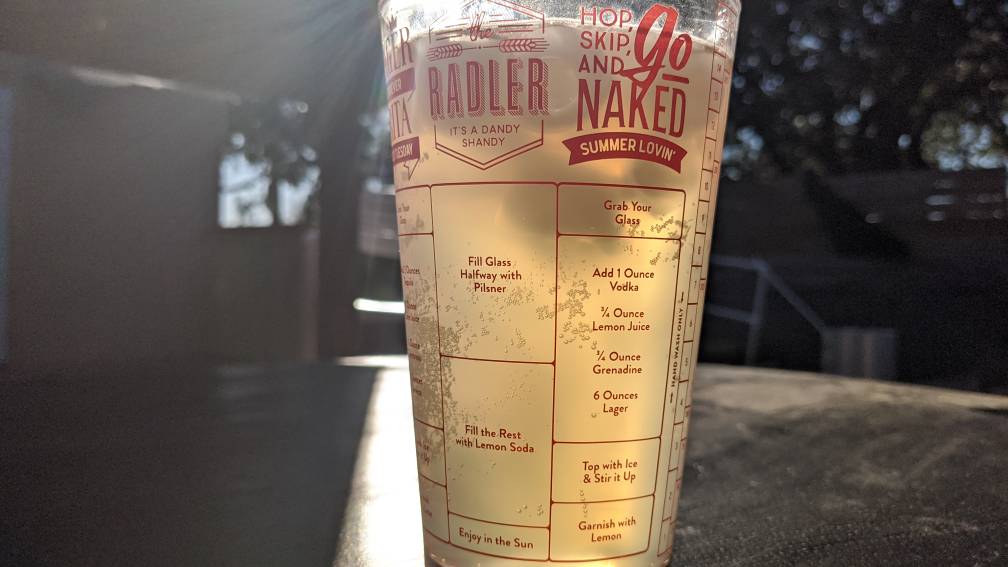 the
RADLER
IT'S A DANDY
SHANDY
Fill Glass
Halfway with
Pilsner
Fill the Rest
with Lemon Soda
Enjoy in the Sun
HOP,
SKIP,
AND
Go
NAKED
SUMMER LOVIN'
Grab Your
Glass
Add 1 Ounce
Vodka
¾ Ounce
Lemon Juice
¾ Ounce
Grenadine
6 Ounces
Lager
Top with Ice
& Stir it Up
Garnish with
Lemon
HAND WASH ONLY